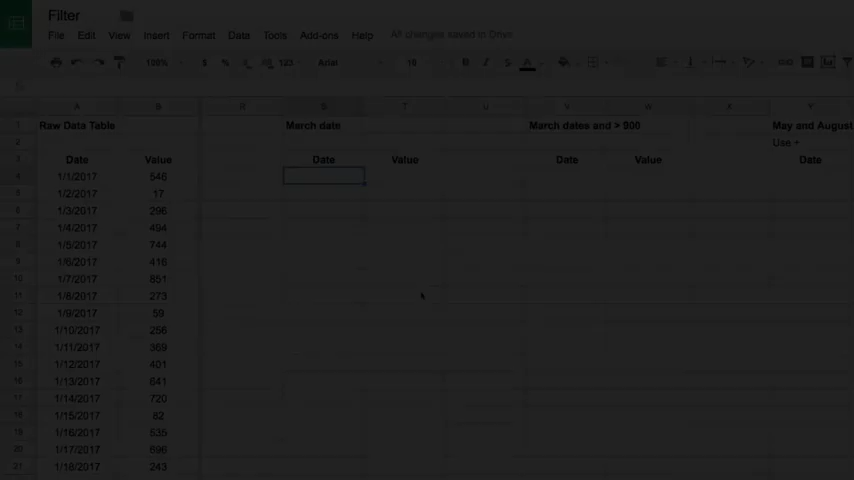 Filter
File Edit View Insert Format Data Tools Add-ons Help All changes saved in Drive
100% $ % 123 Arial 10 B I S A
A B R S T U V W X Y
1 Raw Data Table March date March dates and > 900 May and August
2 Use +
3 Date Value Date Value Date Value Date
4 1/1/2017 546
5 1/2/2017 17
6 1/3/2017 296
7 1/4/2017 494
8 1/5/2017 744
9 1/6/2017 416
10 1/7/2017 851
11 1/8/2017 273
12 1/9/2017 59
13 1/10/2017 256
14 1/11/2017 369
15 1/12/2017 401
16 1/13/2017 641
17 1/14/2017 720
18 1/15/2017 82
19 1/16/2017 535
20 1/17/2017 696
21 1/18/2017 243